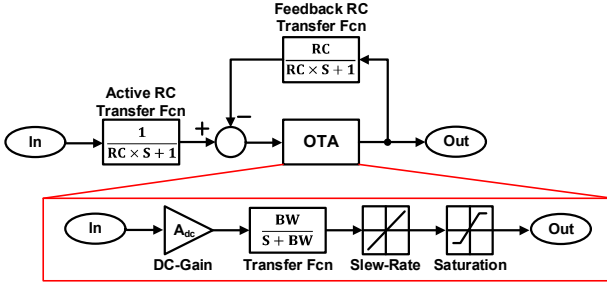 Feedback RC
Transfer Fcn
RC
RC × S + 1
Active RC
Transfer Fcn
In
1
RC × S + 1
+
−
OTA
Out
In
Adc
BW
S + BW
Out
DC-Gain
Transfer Fcn
Slew-Rate
Saturation